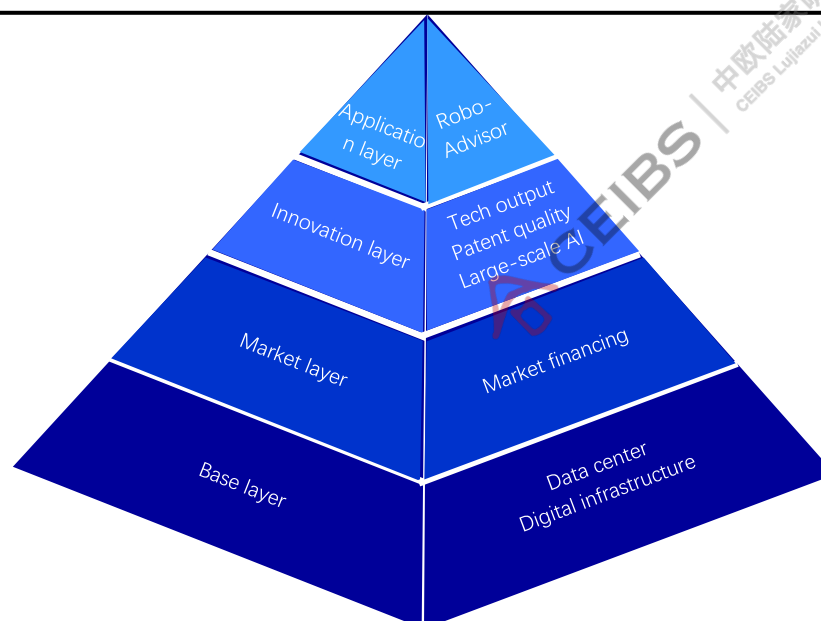 Applicatio
n layer
Robo-
Advisor
Innovation layer
Tech output
Patent quality
Large-scale AI
Market layer
Market financing
Base layer
Data center
Digital infrastructure
CEIBS
中欧陆家
CEIBS Lujiazui